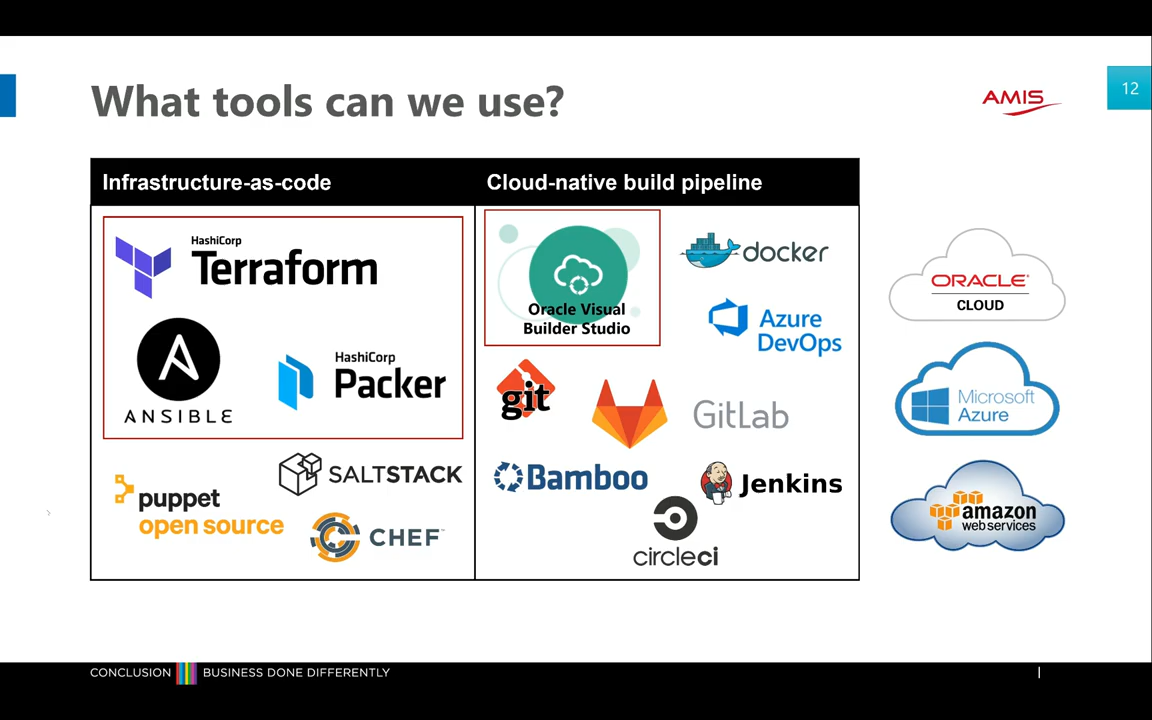 What tools can we use?
AMIS
12
Infrastructure-as-code
Cloud-native build pipeline
HashiCorp
Terraform
ANSIBLE
HashiCorp
Packer
SALTSTACK
puppet
open source
CHEF
Oracle Visual
Builder Studio
docker
Azure
DevOps
git
GitLab
Bamboo
Jenkins
circleci
ORACLE
CLOUD
Microsoft
Azure
amazon
webservices
CONCLUSION BUSINESS DONE DIFFERENTLY